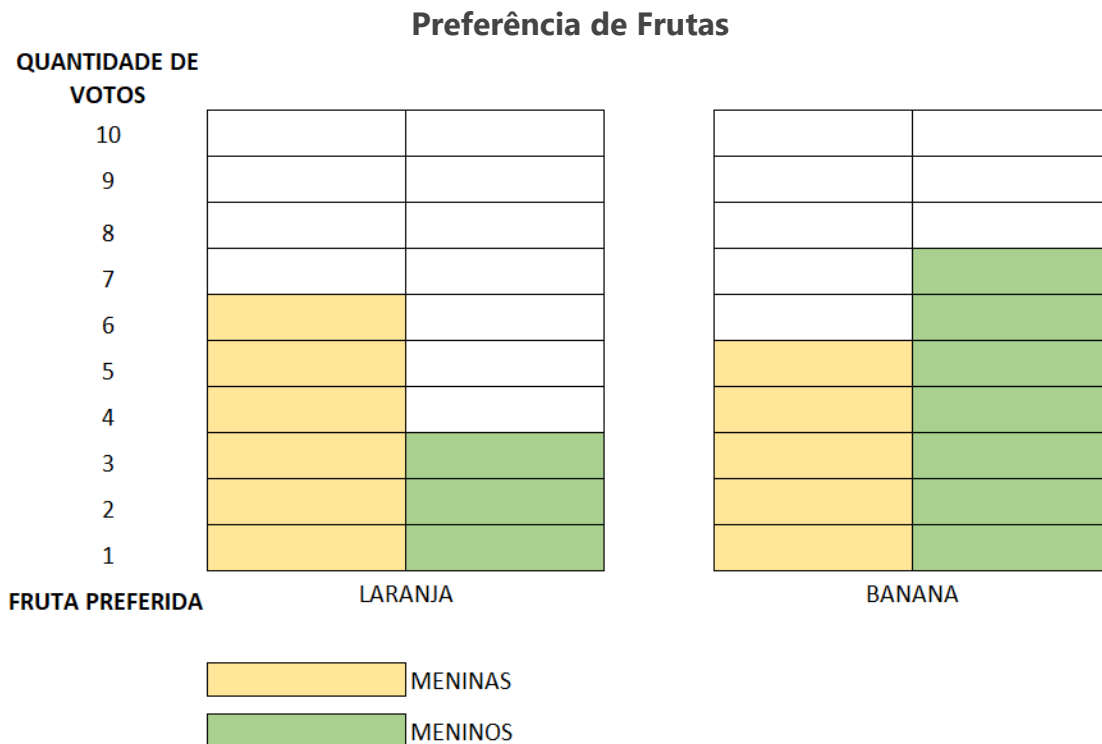 Preferência de Frutas
QUANTIDADE DE
VOTOS
10
9
8
7
6
5
4
3
2
1
FRUTA PREFERIDA
LARANJA
BANANA
MENINAS
MENINOS